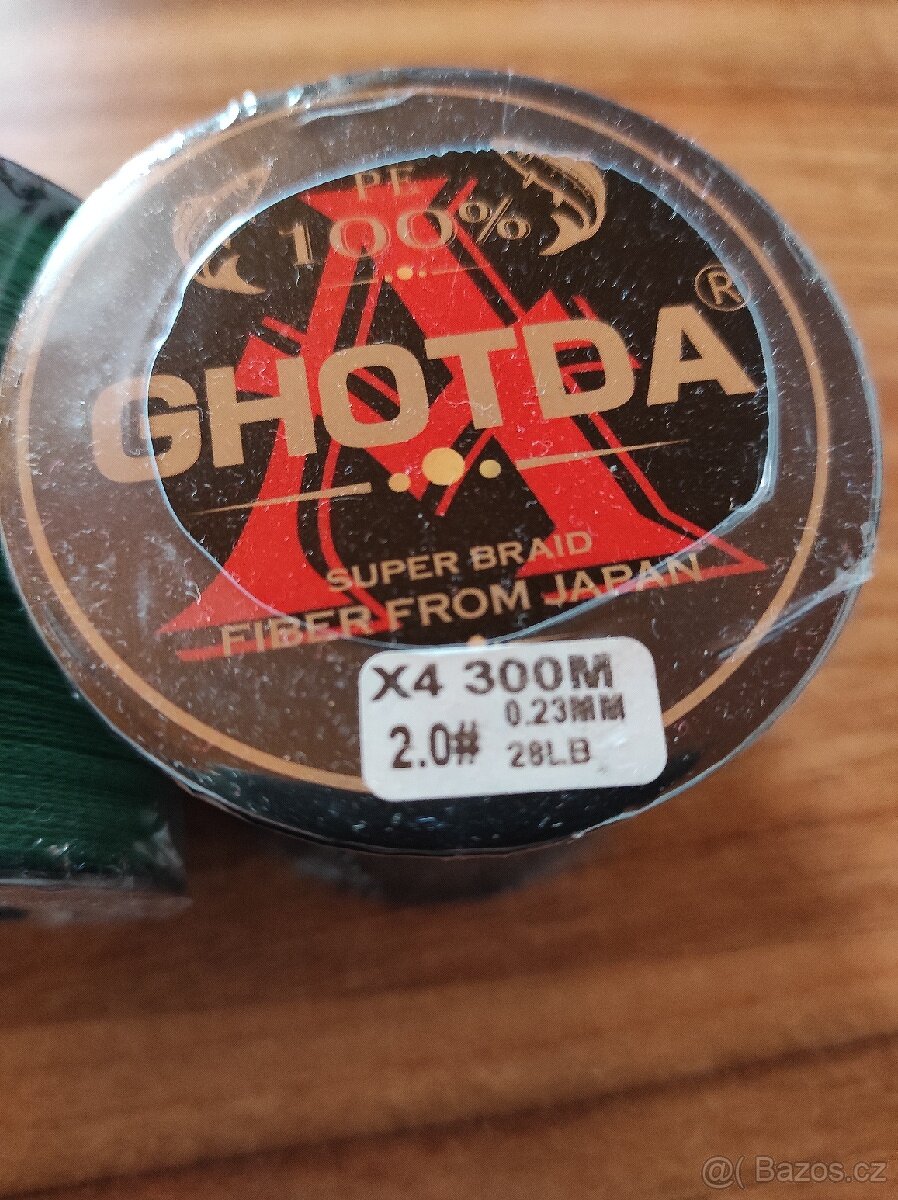 PE
100%
GHOTDA®
SUPER BRAID
FIBER FROM JAPAN
X4 300M
2.0# 0.23MM
28LB
@( Bazos.cz